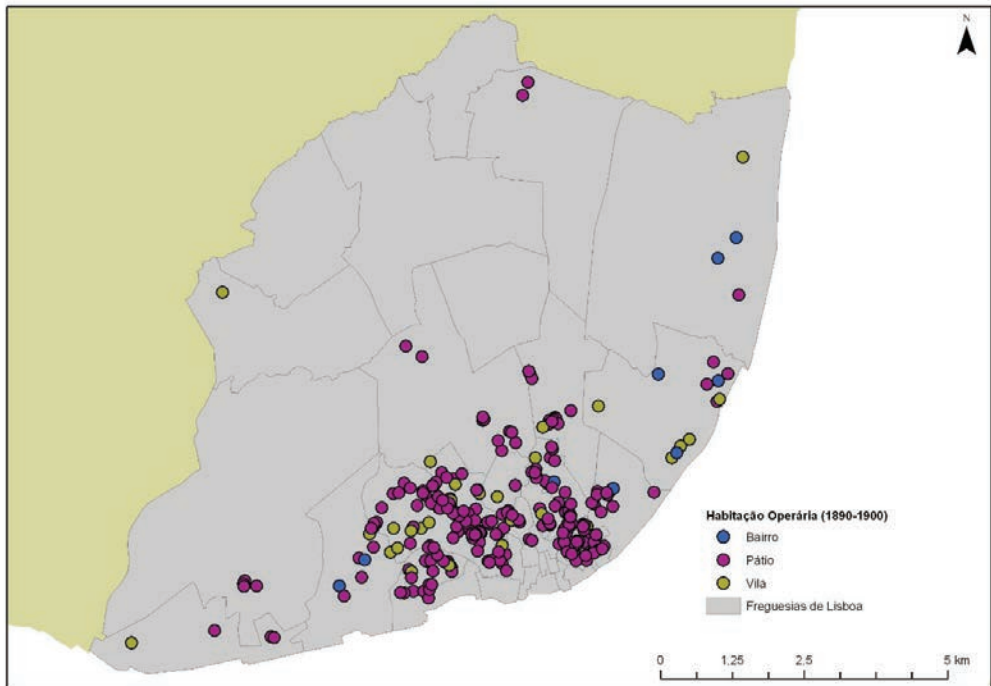 N
Habitação Operária (1890-1900)
Bairro
Pátio
Vila
Freguesias de Lisboa
0 1,25 2.5 5 km